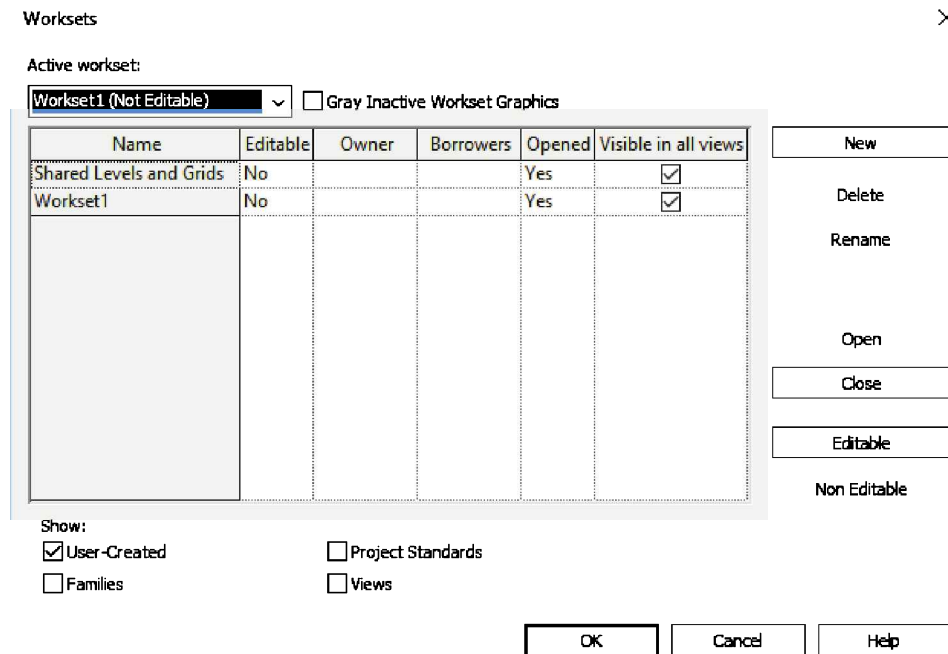 Worksets
Active workset:
Workset1 (Not Editable)
Gray Inactive Workset Graphics
Name Editable Owner Borrowers Opened Visible in all views
Shared Levels and Grids No Yes
Workset1 No Yes
New
Delete
Rename
Open
Close
Editable
Non Editable
Show:
User-Created Project Standards
Families Views
OK Cancel Help